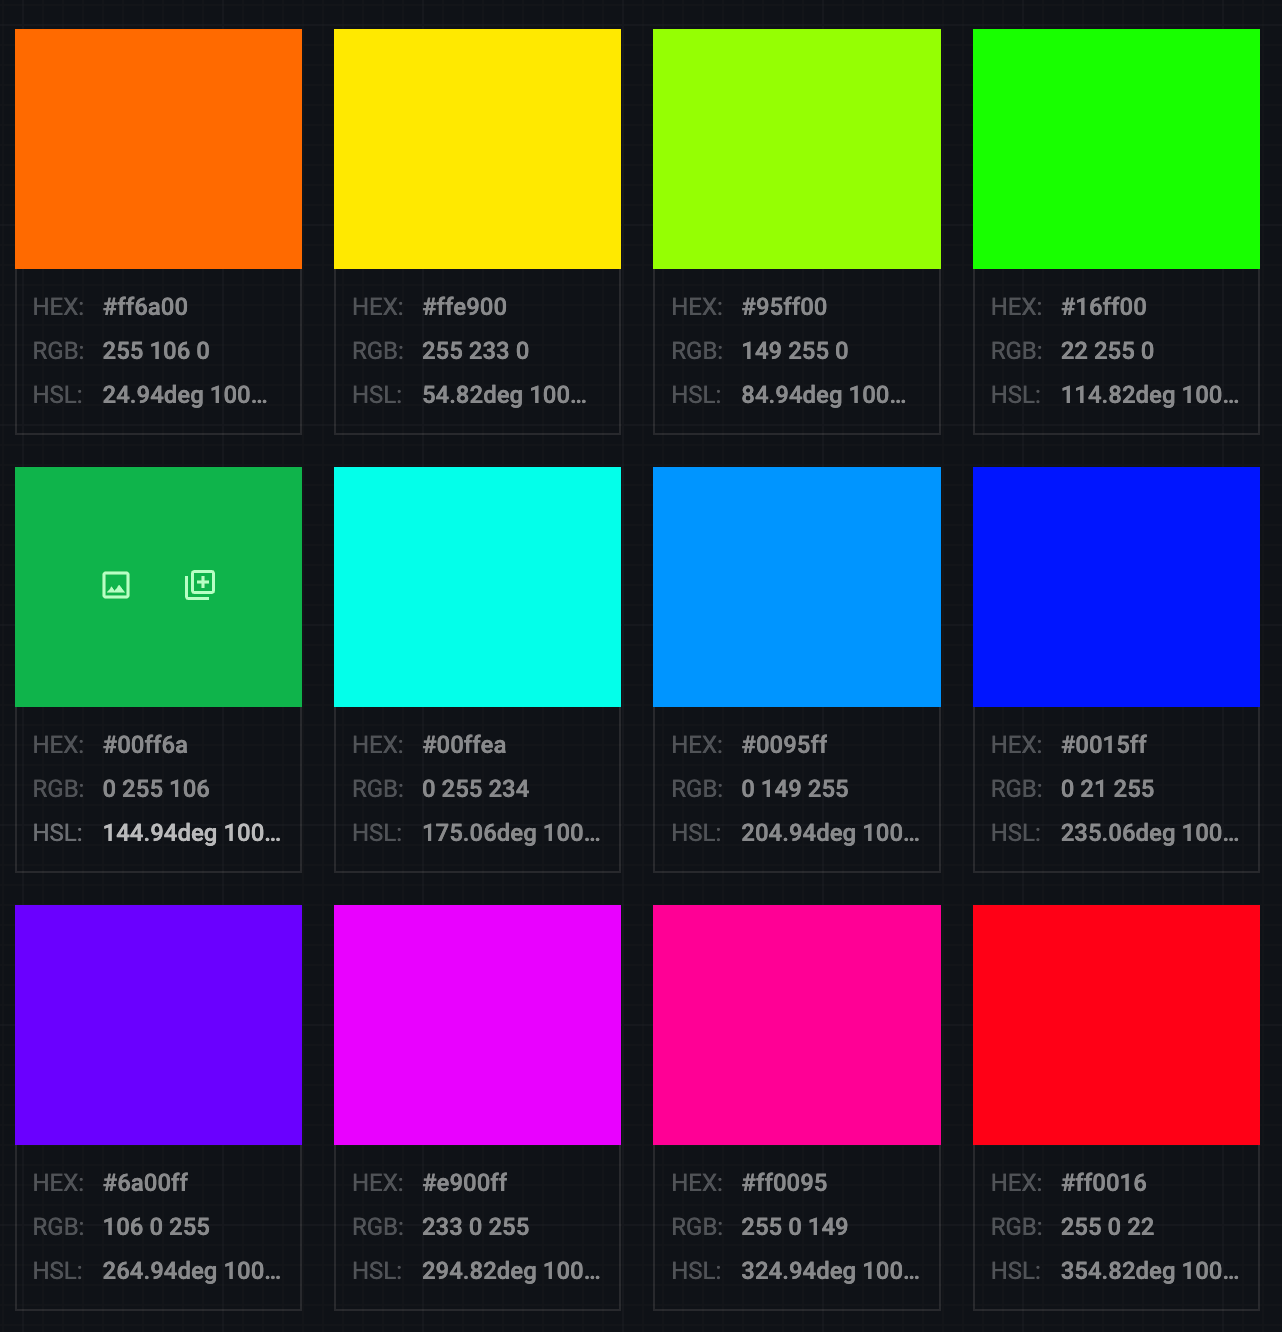 HEX: #ff6a00
RGB: 255 106 0
HSL: 24.94deg 100...
HEX: #ffe900
RGB: 255 233 0
HSL: 54.82deg 100...
HEX: #95ff00
RGB: 149 255 0
HSL: 84.94deg 100...
HEX: #16ff00
RGB: 22 255 0
HSL: 114.82deg 100...
HEX: #00ff6a
RGB: 0 255 106
HSL: 144.94deg 100...
HEX: #00ffea
RGB: 0 255 234
HSL: 175.06deg 100...
HEX: #0095ff
RGB: 0 149 255
HSL: 204.94deg 100...
HEX: #0015ff
RGB: 0 21 255
HSL: 235.06deg 100...
HEX: #6a00ff
RGB: 106 0 255
HSL: 264.94deg 100...
HEX: #e900ff
RGB: 233 0 255
HSL: 294.82deg 100...
HEX: #ff0095
RGB: 255 0 149
HSL: 324.94deg 100...
HEX: #ff0016
RGB: 255 0 22
HSL: 354.82deg 100...